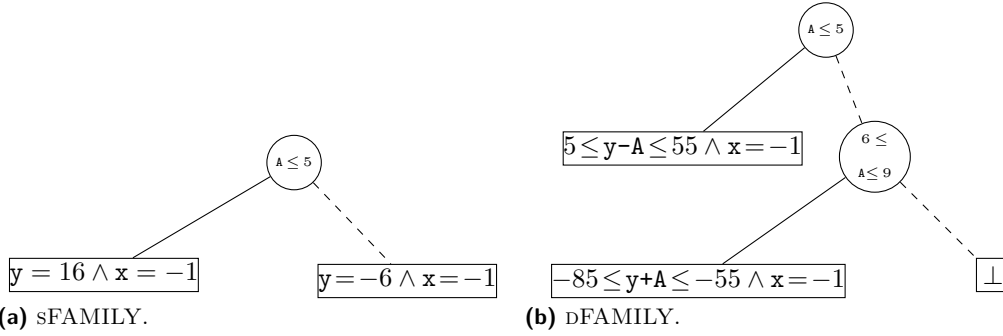 A ≤ 5
5 ≤ y-A ≤ 55 ∧ x = −1
6 ≤
A ≤ 9
−85 ≤ y+A ≤ −55 ∧ x = −1
⊥
A ≤ 5
y = 16 ∧ x = −1
y = −6 ∧ x = −1
(a) sFAMILY.
(b) dFAMILY.